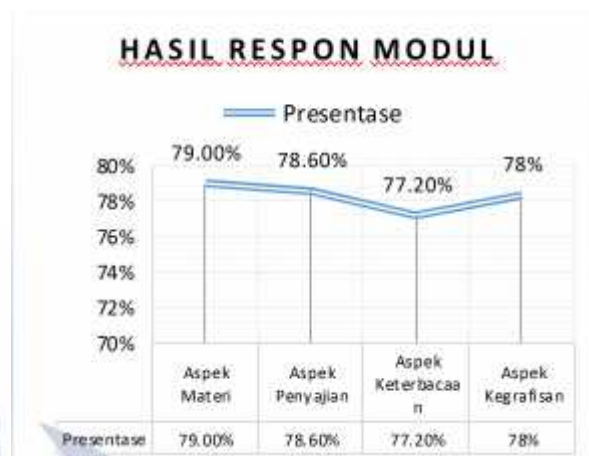 HASIL RESPON MODUL
Presentase
79.00% 78.60% 77.20% 78%
80%
78%
76%
74%
72%
70%
Aspek Materi
Aspek Penyajian
Aspek Keterbacaa
n
Aspek Kegrafisan
Presentase 79.00% 78.60% 77.20% 78%